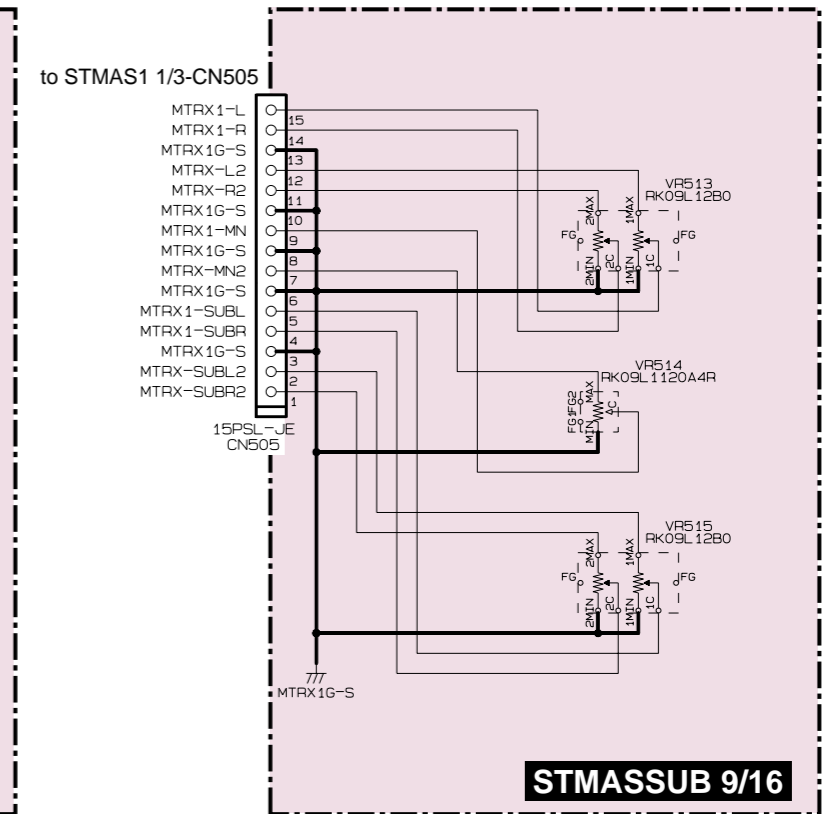 to STMAS1 1/3-CN505
MTRX1-L
MTRX1-R
MTRX1G-S
MTRX-L2
MTRX-R2
MTRX1G-S
MTRX1-MN
MTRX1G-S
MTRX-MN2
MTRX1G-S
MTRX1-SUBL
MTRX1-SUBR
MTRX1G-S
MTRX-SUBL2
MTRX-SUBR2
15
14
13
12
11
10
9
8
7
6
5
4
3
2
1
15PSL-JE
CN505
VR513
RK09L12B0
2MAX
1MAX
FG
FG
2MIN
2C
1MIN
1C
VR514
RK09L1120A4R
FG1
FG2
MAX
MIN
C
VR515
RK09L12B0
2MAX
1MAX
FG
FG
2MIN
2C
1MIN
1C
MTRX1G-S
STMASSUB 9/16